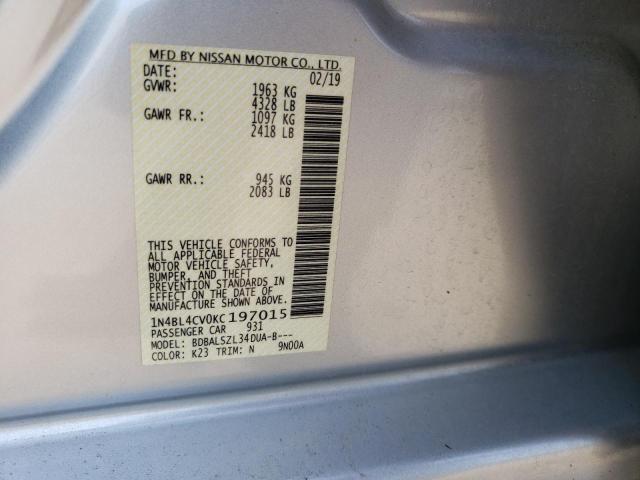 MFD BY NISSAN MOTOR CO., LTD.
DATE: 02/19
GVWR: 1963 KG
4328 LB
GAWR FR.: 1097 KG
2418 LB
GAWR RR.: 945 KG
2083 LB
THIS VEHICLE CONFORMS TO
ALL APPLICABLE FEDERAL
MOTOR VEHICLE SAFETY,
BUMPER, AND THEFT
PREVENTION STANDARDS
IN EFFECT ON THE DATE OF
MANUFACTURE SHOWN ABOVE.
1N4BL4CV0KC197015
PASSENGER CAR 931
MODEL: BDBALSZL34DUA-B---
COLOR: K23 TRIM: N 9N00A